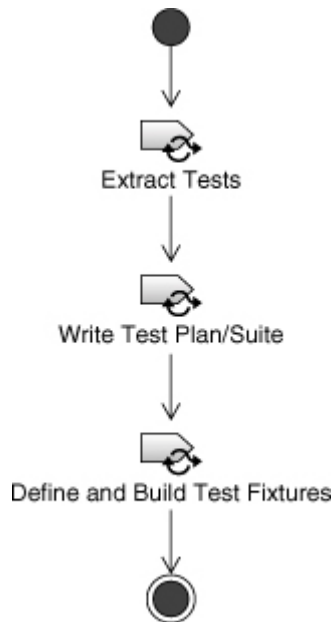 Extract Tests
Write Test Plan/Suite
Define and Build Test Fixtures